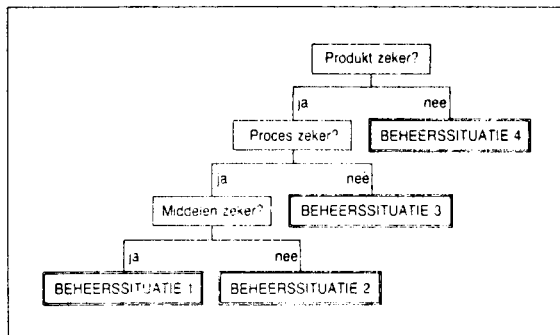 Produkt zeker?
ja nee
Proces zeker? BEHEERSSITUATIE 4
ja nee
Middelen zeker? BEHEERSSITUATIE 3
ja nee
BEHEERSSITUATIE 1 BEHEERSSITUATIE 2